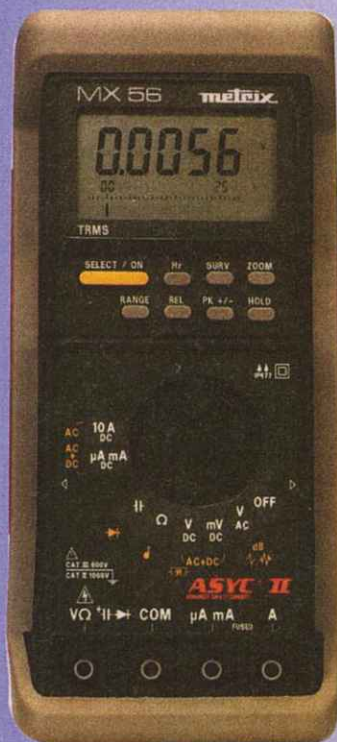 MX 56 metrix
0.0056
00 25
TRMS
SELECT / ON Hr SURV ZOOM
RANGE REL PK +/- HOLD
IP677
AC 10 A DC
AC+DC µA mA DC
Ω V DC mV DC V AC OFF
AC+DC dB
CAT III 600V
CAT II 1000V
ASYC II
VΩ COM µA mA A
FUSED